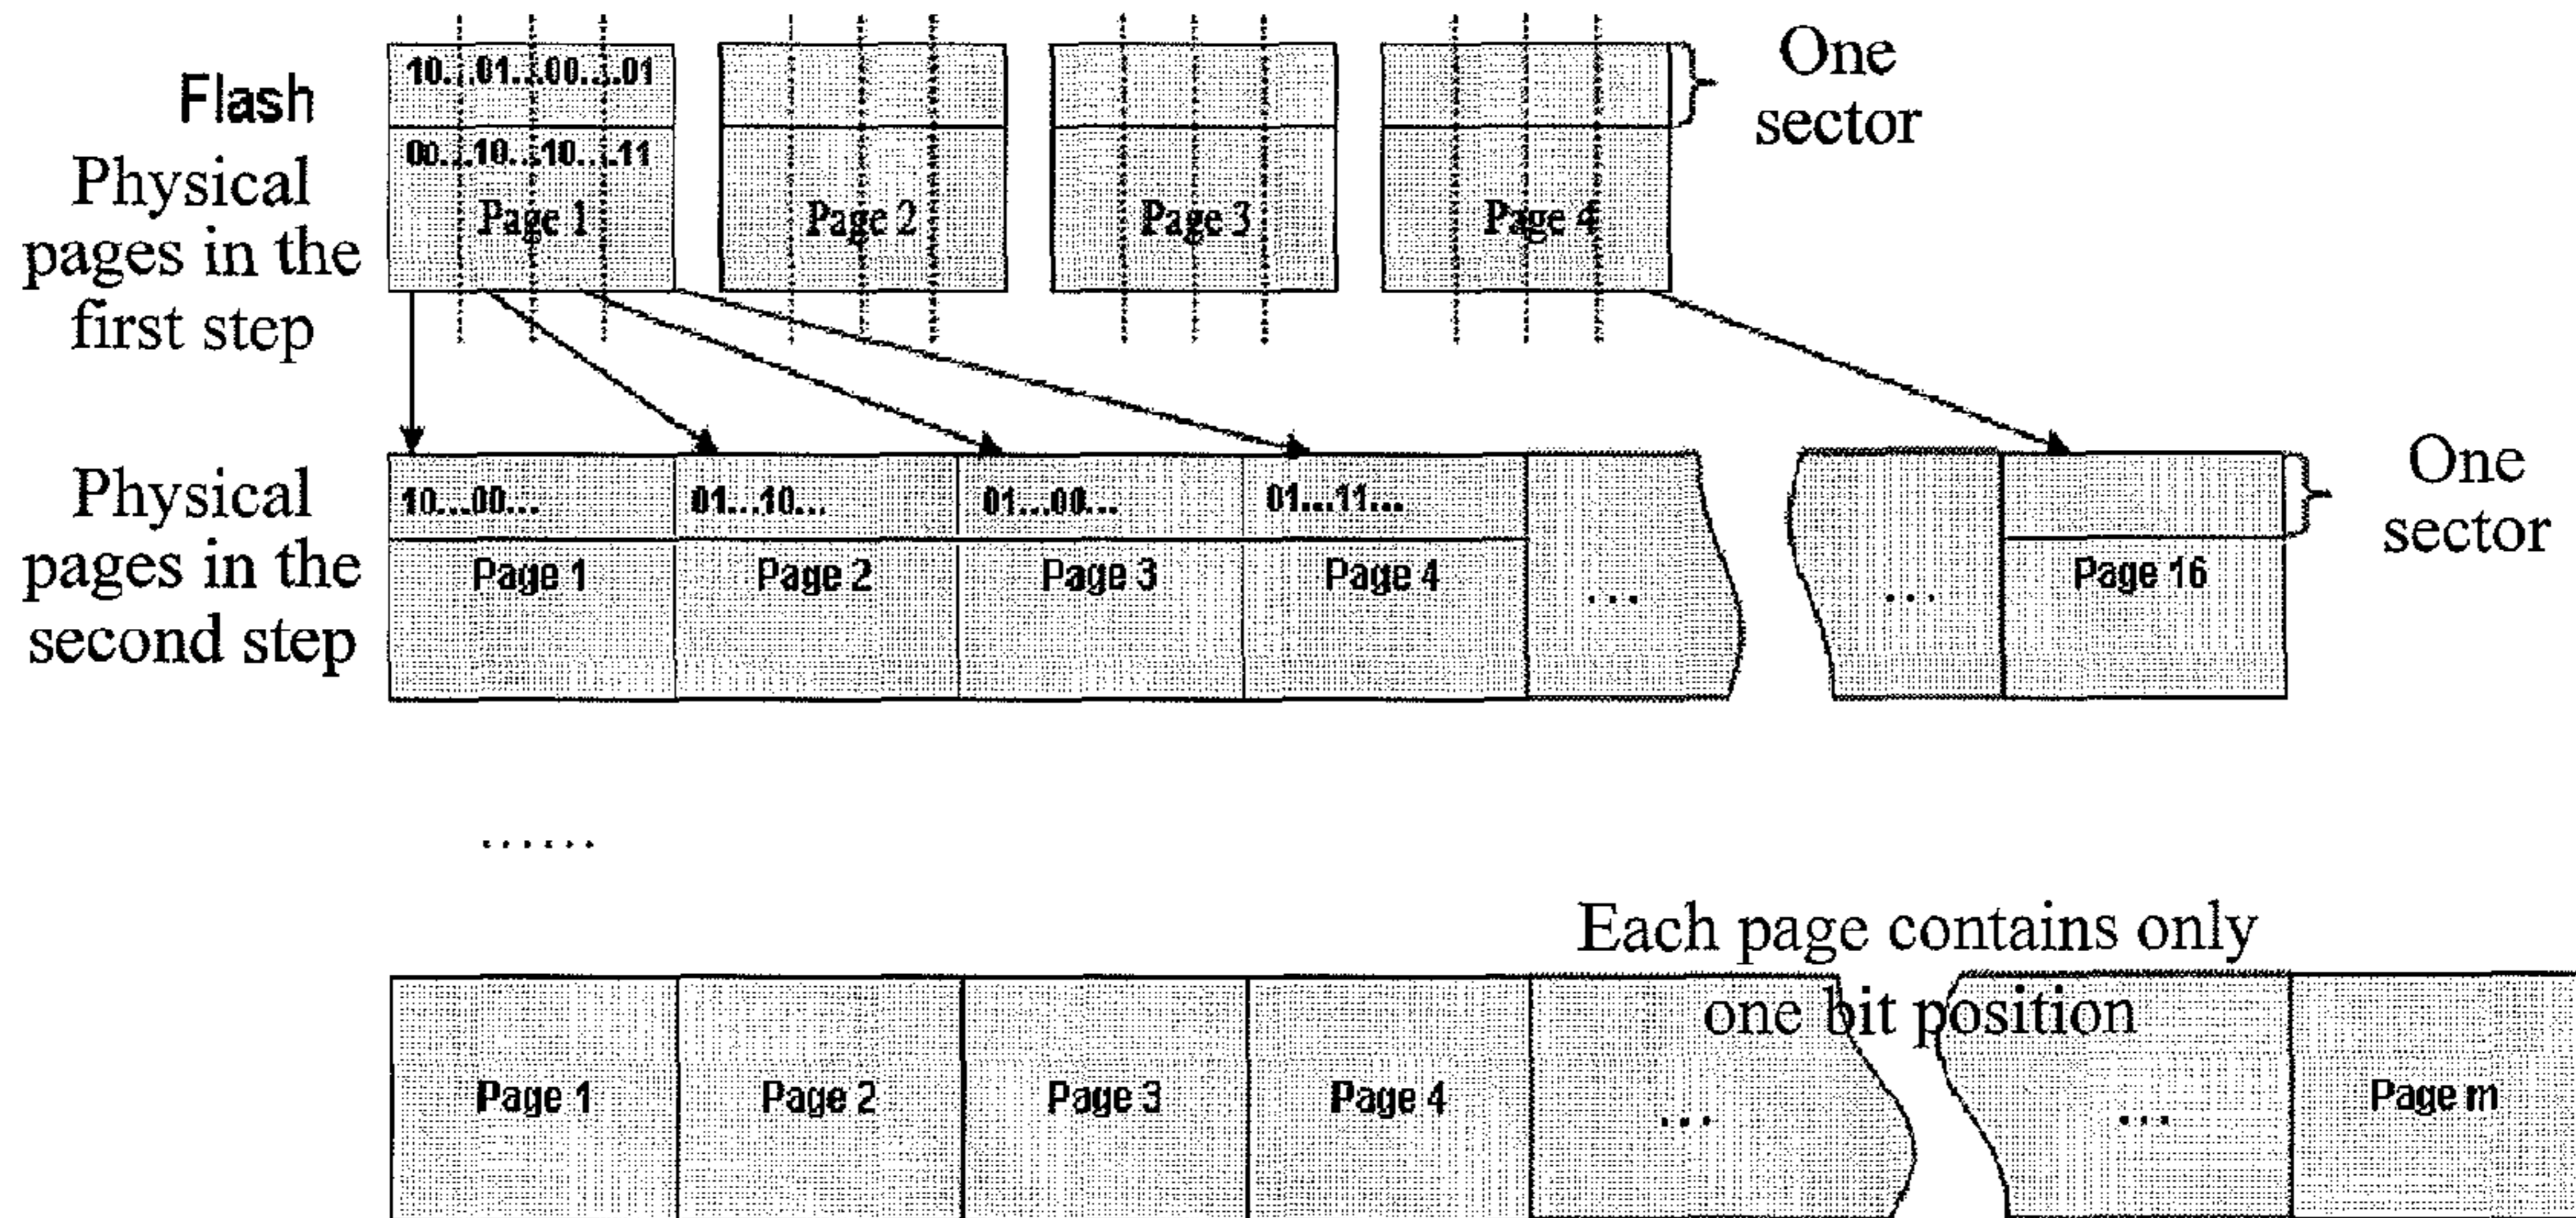 One
sector
Flash
Physical
pages in the
first step
10...01...00...01
00...10...10...11
Page 1
Page 2
Page 3
Page 4
Physical
pages in the
second step
10...00...
01...10...
01...00...
01...11...
One
sector
Page 1
Page 2
Page 3
Page 4
...
...
Page 16
......
Each page contains only
one bit position
Page 1
Page 2
Page 3
Page 4
...
...
Page m